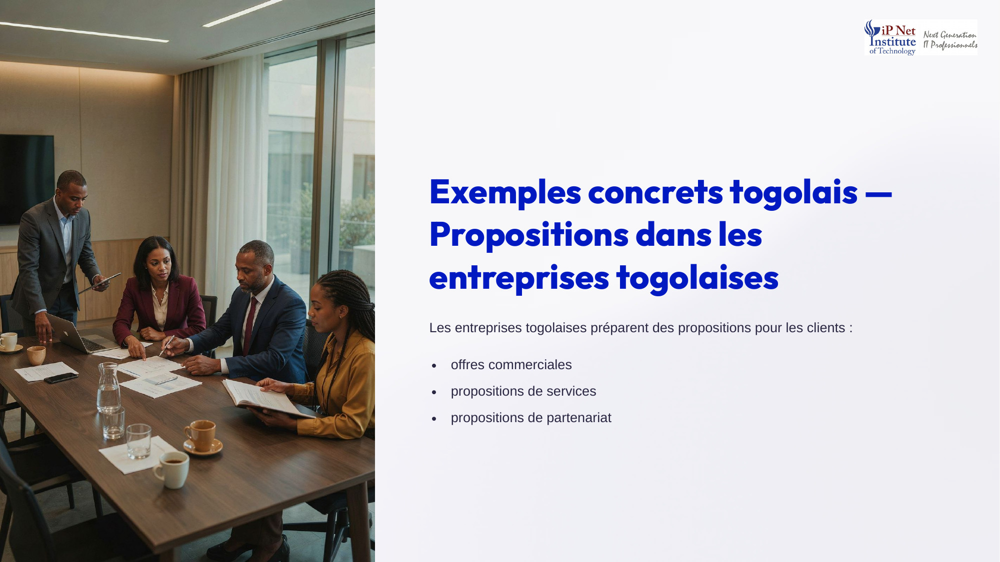 iP Net
Institute
of Technology
Next Generation
IT Professionnels
Exemples concrets togolais —
Propositions dans les
entreprises togolaises
Les entreprises togolaises préparent des propositions pour les clients :
• offres commerciales
• propositions de services
• propositions de partenariat